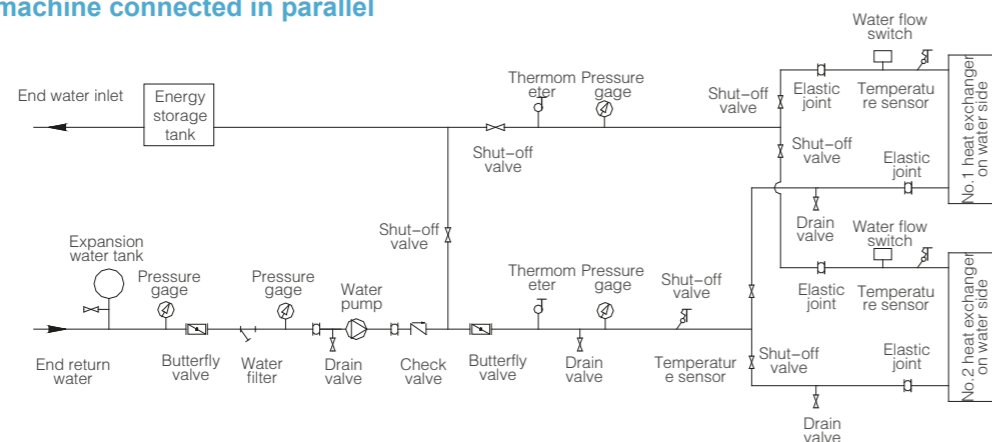 machine connected in parallel
Water flow
switch
End water inlet
Energy
storage
tank
Thermom
eter
Pressure
gage
Shut-off
valve
Elastic
joint
Temperatu
re sensor
No.1 heat exchanger
on water side
Shut-off
valve
Shut-off
valve
Elastic
joint
Drain
valve
Water flow
switch
Shut-off
valve
Expansion
water tank
Pressure
gage
Pressure
gage
Water
pump
Thermom
eter
Pressure
gage
Shut-off
valve
Elastic
joint
Temperatu
re sensor
No.2 heat exchanger
on water side
End return
water
Butterfly
valve
Water
filter
Drain
valve
Check
valve
Butterfly
valve
Drain
valve
Temperatur
e sensor
Shut-off
valve
Elastic
joint
Drain
valve